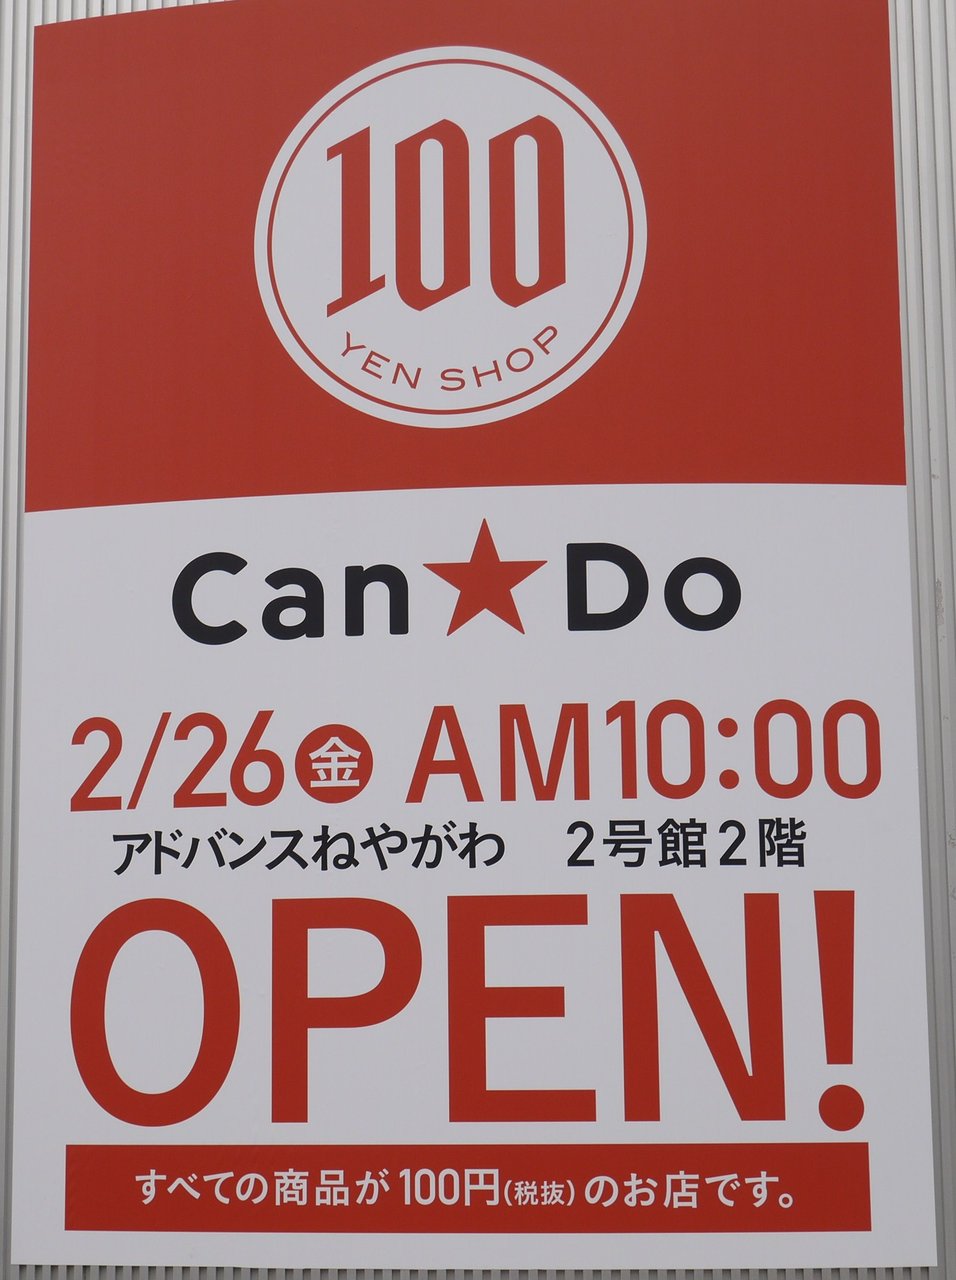 100
YEN SHOP
Can★Do
2/26㊎ AM10:00
アドバンスねやがわ　2号館2階
OPEN!
すべての商品が100円(税抜)のお店です。